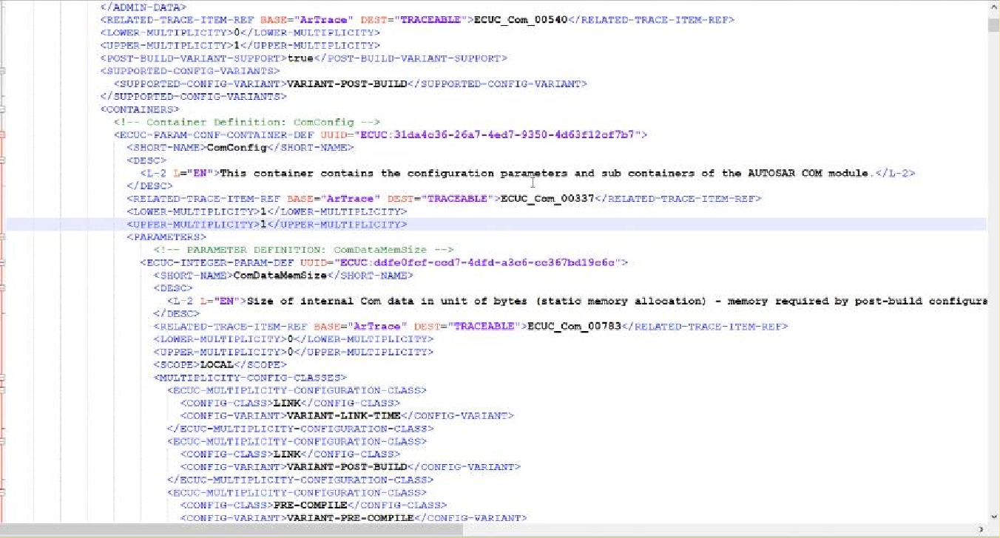 </ADMIN-DATA>
<RELATED-TRACE-ITEM-REF BASE="ArTrace" DEST="TRACEABLE">ECUC_Com_00540</RELATED-TRACE-ITEM-REF>
<LOWER-MULTIPLICITY>0</LOWER-MULTIPLICITY>
<UPPER-MULTIPLICITY>1</UPPER-MULTIPLICITY>
<POST-BUILD-VARIANT-SUPPORT>true</POST-BUILD-VARIANT-SUPPORT>
<SUPPORTED-CONFIG-VARIANTS>
<SUPPORTED-CONFIG-VARIANT>VARIANT-POST-BUILD</SUPPORTED-CONFIG-VARIANT>
</SUPPORTED-CONFIG-VARIANTS>
<CONTAINERS>
<!-- Container Definition: ComConfig -->
<ECUC-PARAM-CONF-CONTAINER-DEF UUID="ECUC:31da4c36-26a7-4ed7-9350-4d63f12cf7b7">
<SHORT-NAME>ComConfig</SHORT-NAME>
<DESC>
<L-2 L="EN">This container contains the configuration parameters and sub containers of the AUTOSAR COM module.</L-2>
</DESC>
<RELATED-TRACE-ITEM-REF BASE="ArTrace" DEST="TRACEABLE">ECUC_Com_00337</RELATED-TRACE-ITEM-REF>
<LOWER-MULTIPLICITY>1</LOWER-MULTIPLICITY>
<UPPER-MULTIPLICITY>1</UPPER-MULTIPLICITY>
<PARAMETERS>
<!-- PARAMETER DEFINITION: ComDataMemSize -->
<ECUC-INTEGER-PARAM-DEF UUID="ECUC:ddfe0fcf-ccd7-4dfd-a3c6-cc367bd19c6c">
<SHORT-NAME>ComDataMemSize</SHORT-NAME>
<DESC>
<L-2 L="EN">Size of internal Com data in unit of bytes (static memory allocation) - memory required by post-build configura
</DESC>
<RELATED-TRACE-ITEM-REF BASE="ArTrace" DEST="TRACEABLE">ECUC_Com_00783</RELATED-TRACE-ITEM-REF>
<LOWER-MULTIPLICITY>0</LOWER-MULTIPLICITY>
<UPPER-MULTIPLICITY>0</UPPER-MULTIPLICITY>
<SCOPE>LOCAL</SCOPE>
<MULTIPLICITY-CONFIG-CLASSES>
<ECUC-MULTIPLICITY-CONFIGURATION-CLASS>
<CONFIG-CLASS>LINK</CONFIG-CLASS>
<CONFIG-VARIANT>VARIANT-LINK-TIME</CONFIG-VARIANT>
</ECUC-MULTIPLICITY-CONFIGURATION-CLASS>
<ECUC-MULTIPLICITY-CONFIGURATION-CLASS>
<CONFIG-CLASS>LINK</CONFIG-CLASS>
<CONFIG-VARIANT>VARIANT-POST-BUILD</CONFIG-VARIANT>
</ECUC-MULTIPLICITY-CONFIGURATION-CLASS>
<ECUC-MULTIPLICITY-CONFIGURATION-CLASS>
<CONFIG-CLASS>PRE-COMPILE</CONFIG-CLASS>
<CONFIG-VARIANT>VARIANT-PRE-COMPILE</CONFIG-VARIANT>